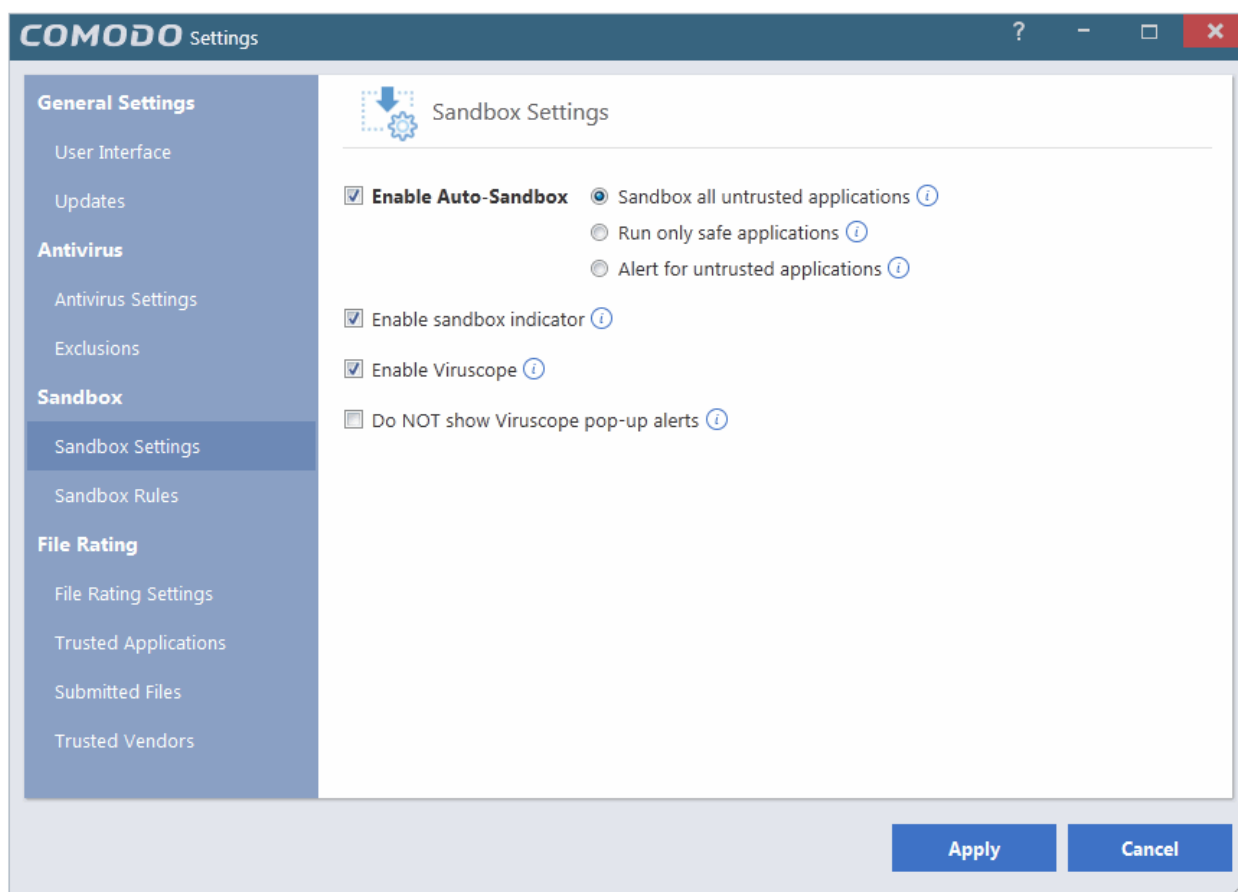 COMODO Settings
?
General Settings
User Interface
Updates
Antivirus
Antivirus Settings
Exclusions
Sandbox
Sandbox Settings
Sandbox Rules
File Rating
File Rating Settings
Trusted Applications
Submitted Files
Trusted Vendors
Sandbox Settings
Enable Auto-Sandbox Sandbox all untrusted applications i
Run only safe applications i
Alert for untrusted applications i
Enable sandbox indicator i
Enable Viruscope i
Do NOT show Viruscope pop-up alerts i
Apply Cancel